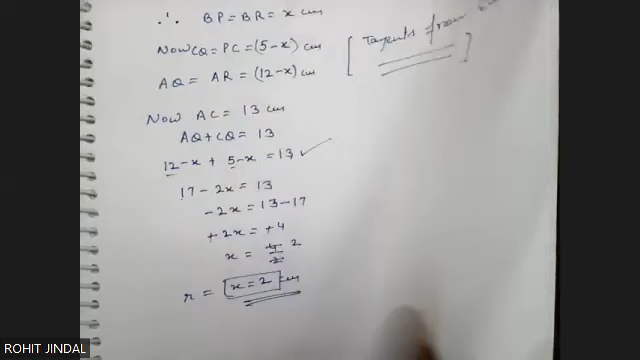 ∴ BP = BR = x cm
Now CQ = PC = (5-x) cm
[ Tagents from
AQ = AR = (12-x) cm
Now AC = 13 cm
AQ + CQ = 13
12-x + 5-x = 13 ✓
17 - 2x = 13
-2x = 13-17
+2x = +4
x = 4/2 2
r = x = 2 cm
ROHIT JINDAL